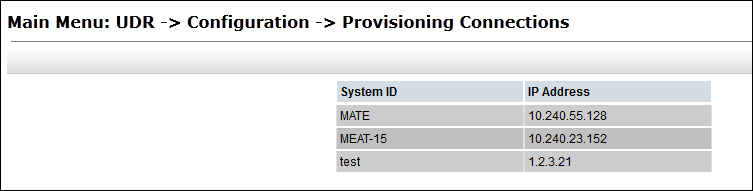 Main Menu: UDR -> Configuration -> Provisioning Connections
System ID IP Address
MATE 10.240.55.128
MEAT-15 10.240.23.152
test 1.2.3.21